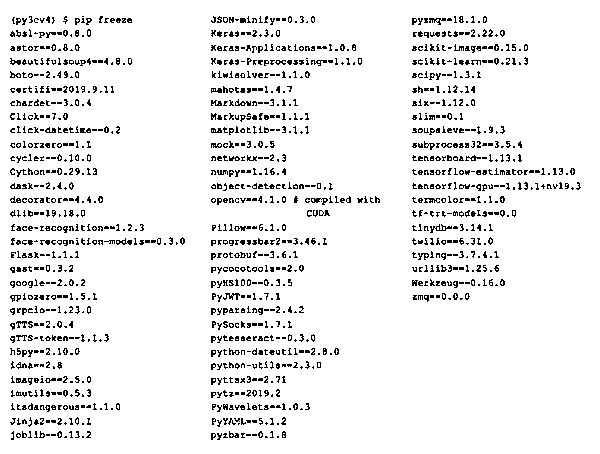 (py3cv4) $ pip freeze
absl-py==0.8.0
astor==0.8.0
beautifulsoup4==4.8.0
boto==2.49.0
certifi==2019.9.11
chardet==3.0.4
Click==7.0
click-datetime==0.2
colorzero==1.1
cycler==0.10.0
Cython==0.29.13
dask==2.4.0
decorator==4.4.0
dlib==19.18.0
face-recognition==1.2.3
face-recognition-models==0.3.0
Flask==1.1.1
gast==0.3.2
google==2.0.2
gpiozero==1.5.1
grpcio==1.23.0
gTTS==2.0.4
gTTS-token==1.1.3
h5py==2.10.0
idna==2.8
imageio==2.5.0
imutils==0.5.3
itsdangerous==1.1.0
Jinja2==2.10.1
joblib==0.13.2
JSON-minify==0.3.0
Keras==2.3.0
Keras-Applications==1.0.8
Keras-Preprocessing==1.1.0
kiwisolver==1.1.0
mahotas==1.4.7
Markdown==3.1.1
MarkupSafe==1.1.1
matplotlib==3.1.1
mock==3.0.5
networkx==2.3
numpy==1.16.4
object-detection==0.1
opencv==4.1.0 # compiled with
CUDA
Pillow==6.1.0
progressbar2==3.46.1
protobuf==3.6.1
pycocotools==2.0
pyHS100==0.3.5
PyJWT==1.7.1
pyparsing==2.4.2
PySocks==1.7.1
pytesseract==0.3.0
python-dateutil==2.8.0
python-utils==2.3.0
pyttsx3==2.71
pytz==2019.2
PyWavelets==1.0.3
PyYAML==5.1.2
pyzbar==0.1.8
pyzmq==18.1.0
requests==2.22.0
scikit-image==0.15.0
scikit-learn==0.21.3
scipy==1.3.1
sh==1.12.14
six==1.12.0
slim==0.1
soupsieve==1.9.3
subprocess32==3.5.4
tensorboard==1.13.1
tensorflow-estimator==1.13.0
tensorflow-gpu==1.13.1+nv19.3
termcolor==1.1.0
tf-trt-models==0.0
tinydb==3.14.1
twilio==6.31.0
typing==3.7.4.1
urllib3==1.25.6
Werkzeug==0.16.0
zmq==0.0.0